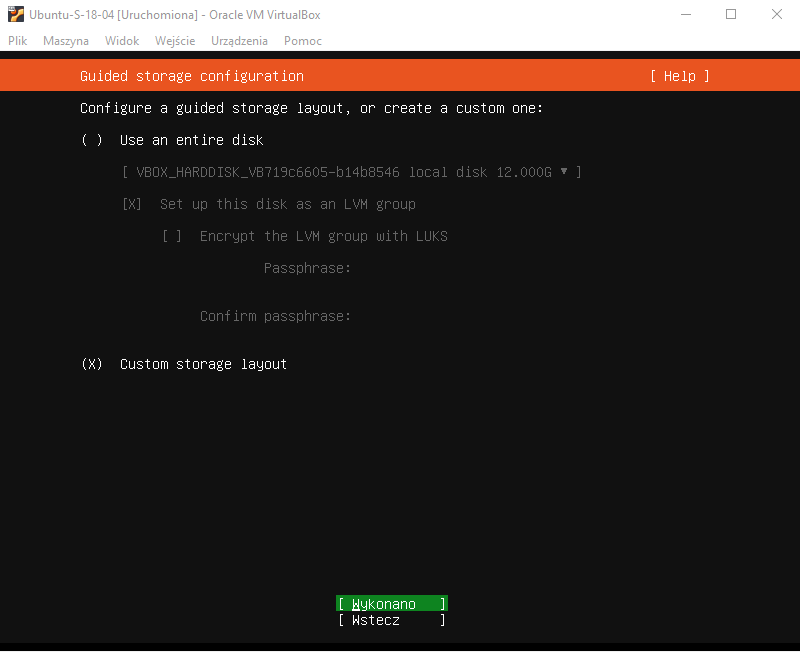 Ubuntu-S-18-04 [Uruchomiona] - Oracle VM VirtualBox
Plik Maszyna Widok Wejście Urządzenia Pomoc
Guided storage configuration [ Help ]
Configure a guided storage layout, or create a custom one:
( ) Use an entire disk
[ VBOX_HARDDISK_VB719c6605-b14b8546 local disk 12.000G ▾ ]
[X] Set up this disk as an LVM group
[ ] Encrypt the LVM group with LUKS
Passphrase:
Confirm passphrase:
(X) Custom storage layout
[ Wykonano ]
[ Wstecz ]